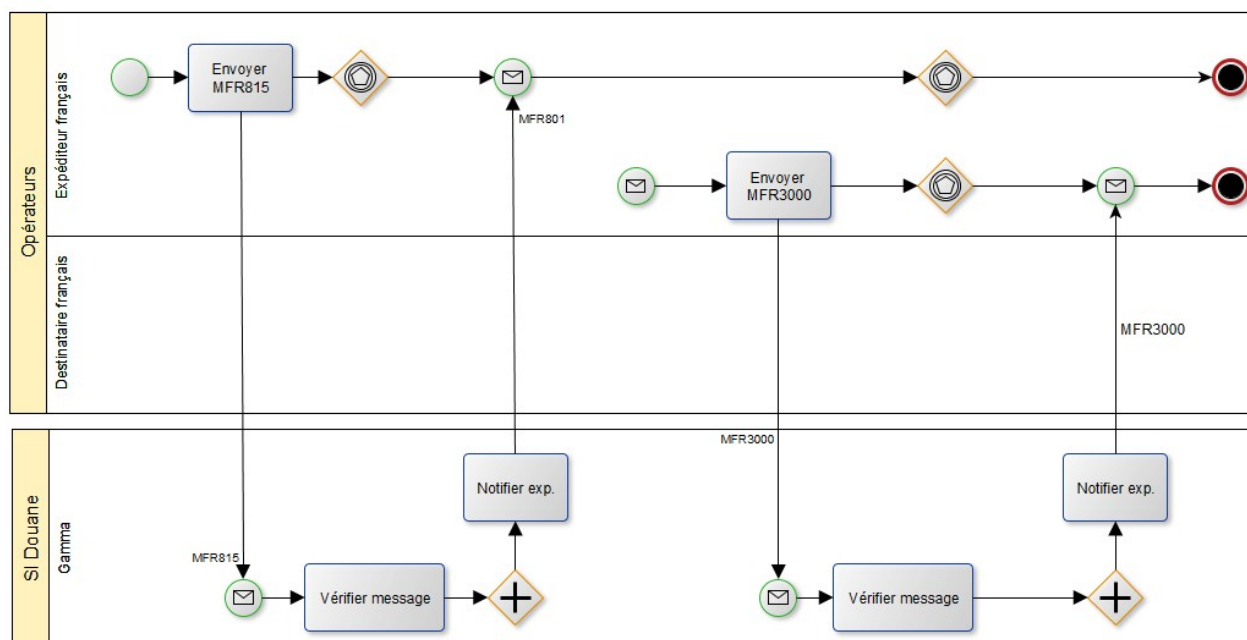 Opérateurs
Expéditeur français
Envoyer
MFR815
MFR801
Envoyer
MFR3000
Destinataire français
MFR3000
SI Douane
Gamma
MFR3000
Notifier exp.
Notifier exp.
MFR815
Vérifier message
Vérifier message